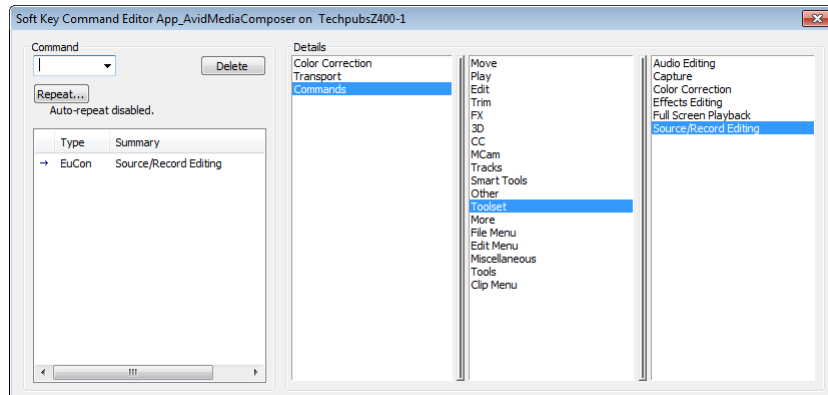 Soft Key Command Editor App_AvidMediaComposer on TechpubsZ400-1
Command
Delete
Repeat...
Auto-repeat disabled.
Type Summary
→ EuCon Source/Record Editing
Details
Color Correction
Transport
Commands
Move
Play
Edit
Trim
FX
3D
CC
MCam
Tracks
Smart Tools
Other
Toolset
More
File Menu
Edit Menu
Miscellaneous
Tools
Clip Menu
Audio Editing
Capture
Color Correction
Effects Editing
Full Screen Playback
Source/Record Editing